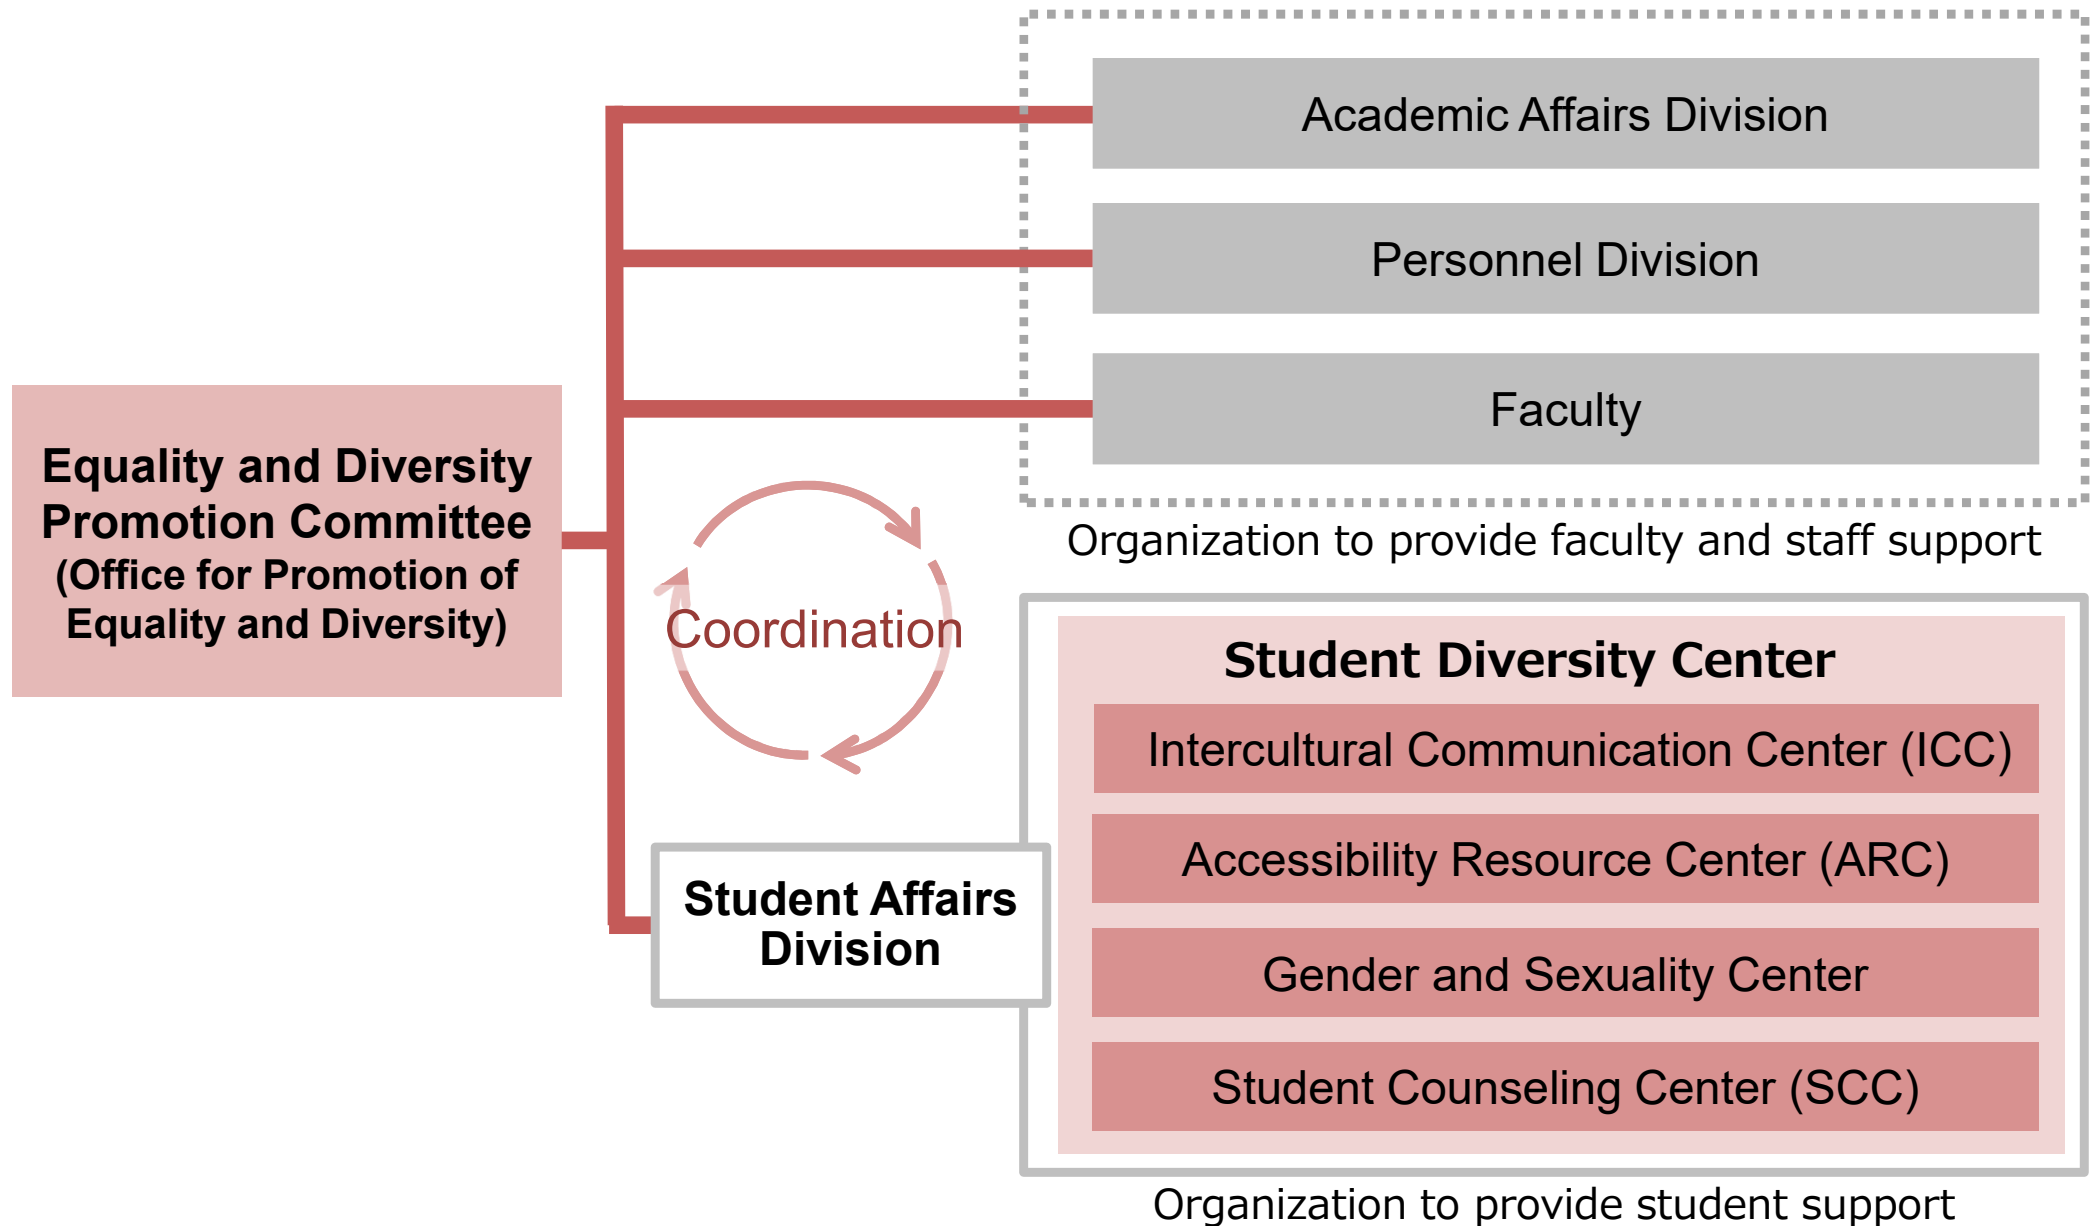 Academic Affairs Division
Personnel Division
Faculty
Organization to provide faculty and staff support
Equality and Diversity
Promotion Committee
(Office for Promotion of
Equality and Diversity)
Coordination
Student Affairs
Division
Student Diversity Center
Intercultural Communication Center (ICC)
Accessibility Resource Center (ARC)
Gender and Sexuality Center
Student Counseling Center (SCC)
Organization to provide student support